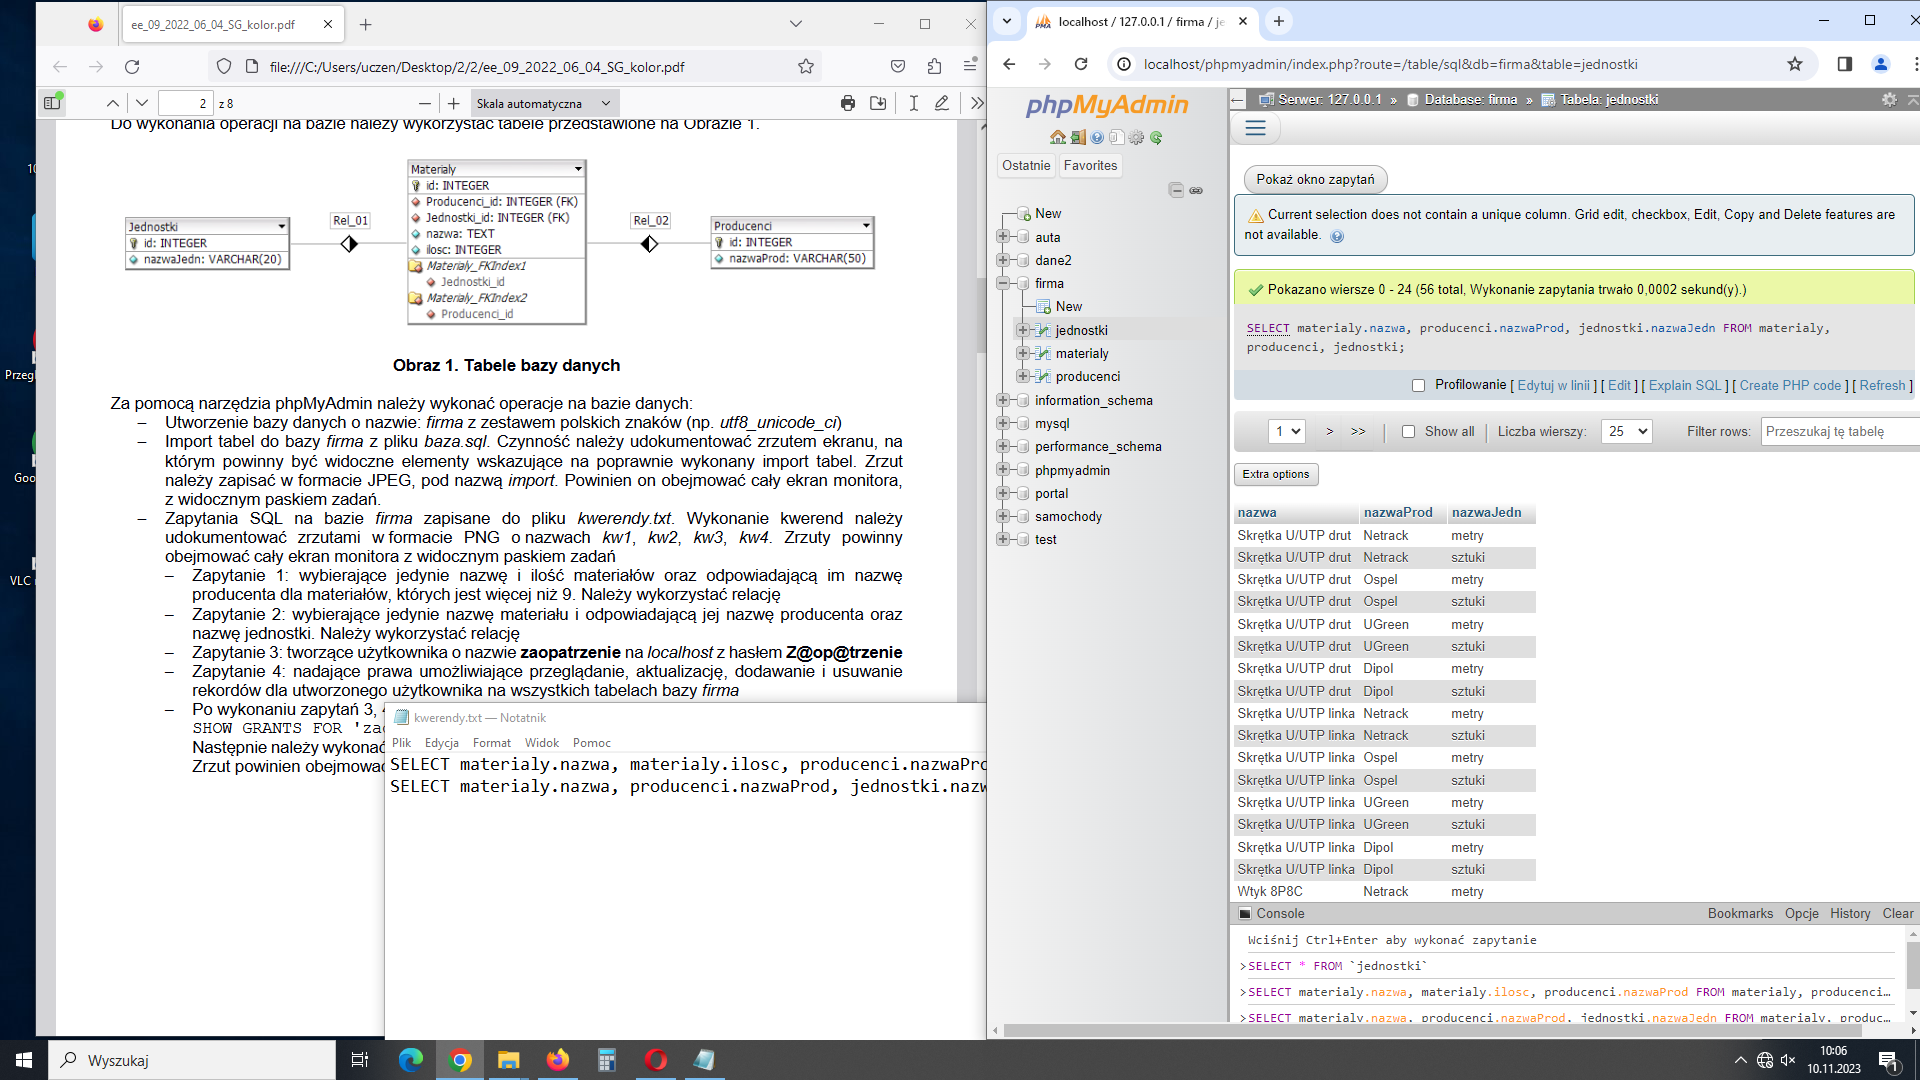 ee_09_2022_06_04_SG_kolor.pdf
file:///C:/Users/uczen/Desktop/2/2/ee_09_2022_06_04_SG_kolor.pdf
2 z 8
Skala automatyczna
Do wykonania operacji na bazie należy wykorzystać tabele przedstawione na Obrazie 1.
Jednostki
id: INTEGER
nazwaJedn: VARCHAR(20)
Rel_01
Materialy
id: INTEGER
Producenci_id: INTEGER (FK)
Jednostki_id: INTEGER (FK)
nazwa: TEXT
ilosc: INTEGER
Materialy_FKIndex1
Jednostki_id
Materialy_FKIndex2
Producenci_id
Rel_02
Producenci
id: INTEGER
nazwaProd: VARCHAR(50)
Obraz 1. Tabele bazy danych
Za pomocą narzędzia phpMyAdmin należy wykonać operacje na bazie danych:
– Utworzenie bazy danych o nazwie: firma z zestawem polskich znaków (np. utf8_unicode_ci)
– Import tabel do bazy firma z pliku baza.sql. Czynność należy udokumentować zrzutem ekranu, na
którym powinny być widoczne elementy wskazujące na poprawnie wykonany import tabel. Zrzut
należy zapisać w formacie JPEG, pod nazwą import. Powinien on obejmować cały ekran monitora,
z widocznym paskiem zadań.
– Zapytania SQL na bazie firma zapisane do pliku kwerendy.txt. Wykonanie kwerend należy
udokumentować zrzutami w formacie PNG o nazwach kw1, kw2, kw3, kw4. Zrzuty powinny
obejmować cały ekran monitora z widocznym paskiem zadań
– Zapytanie 1: wybierające jedynie nazwę i ilość materiałów oraz odpowiadającą im nazwę
producenta dla materiałów, których jest więcej niż 9. Należy wykorzystać relację
– Zapytanie 2: wybierające jedynie nazwę materiału i odpowiadającą jej nazwę producenta oraz
nazwę jednostki. Należy wykorzystać relację
– Zapytanie 3: tworzące użytkownika o nazwie zaopatrzenie na localhost z hasłem Z@op@trzenie
– Zapytanie 4: nadające prawa umożliwiające przeglądanie, aktualizację, dodawanie i usuwanie
rekordów dla utworzonego użytkownika na wszystkich tabelach bazy firma
– Po wykonaniu zapytań 3,
SHOW GRANTS FOR
Następnie należy wykonać
Zrzut powinien obejmować
kwerendy.txt — Notatnik
Plik Edycja Format Widok Pomoc
SELECT materialy.nazwa, materialy.ilosc, producenci.nazwaPro
SELECT materialy.nazwa, producenci.nazwaProd, jednostki.nazw
localhost / 127.0.0.1 / firma / je
localhost/phpmyadmin/index.php?route=/table/sql&db=firma&table=jednostki
phpMyAdmin
Ostatnie Favorites
New
auta
dane2
firma
New
jednostki
materialy
producenci
information_schema
mysql
performance_schema
phpmyadmin
portal
samochody
test
Serwer: 127.0.0.1 » Database: firma » Tabela: jednostki
Pokaż okno zapytań
Current selection does not contain a unique column. Grid edit, checkbox, Edit, Copy and Delete features are
not available.
Pokazano wiersze 0 - 24 (56 total, Wykonanie zapytania trwało 0,0002 sekund(y).)
SELECT materialy.nazwa, producenci.nazwaProd, jednostki.nazwaJedn FROM materialy,
producenci, jednostki;
Profilowanie [ Edytuj w linii ] [ Edit ] [ Explain SQL ] [ Create PHP code ] [ Refresh ]
1 > >> Show all Liczba wierszy: 25 Filter rows: Przeszukaj tę tabelę
Extra options
nazwa nazwaProd nazwaJedn
Skrętka U/UTP drut Netrack metry
Skrętka U/UTP drut Netrack sztuki
Skrętka U/UTP drut Ospel metry
Skrętka U/UTP drut Ospel sztuki
Skrętka U/UTP drut UGreen metry
Skrętka U/UTP drut UGreen sztuki
Skrętka U/UTP drut Dipol metry
Skrętka U/UTP drut Dipol sztuki
Skrętka U/UTP linka Netrack metry
Skrętka U/UTP linka Netrack sztuki
Skrętka U/UTP linka Ospel metry
Skrętka U/UTP linka Ospel sztuki
Skrętka U/UTP linka UGreen metry
Skrętka U/UTP linka UGreen sztuki
Skrętka U/UTP linka Dipol metry
Skrętka U/UTP linka Dipol sztuki
Wtyk 8P8C Netrack metry
Console Bookmarks Opcje History Clear
Wciśnij Ctrl+Enter aby wykonać zapytanie
>SELECT * FROM `jednostki`
>SELECT materialy.nazwa, materialy.ilosc, producenci.nazwaProd FROM materialy, producenci…
>SELECT materialy.nazwa, producenci.nazwaProd, jednostki.nazwaJedn FROM materialy, produc…
10
Przegl
Goo
VLC
Wyszukaj
10:06
10.11.2023
1